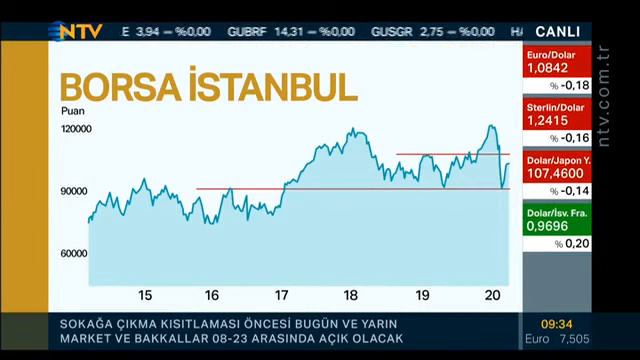 NTV
E 3,94 –%0,00 GUBRF 14,31 –%0,00 GUSGR 2,75 –%0,00 HA
CANLI
BORSA İSTANBUL
Puan
120000
90000
60000
15 16 17 18 19 20
Euro/Dolar
1,0842
% -0,18
Sterlin/Dolar
1,2415
% -0,16
Dolar/Japon Y.
107,4600
% -0,14
Dolar/İsv. Fra.
0,9696
% 0,20
ntv.com.tr
SOKAĞA ÇIKMA KISITLAMASI ÖNCESİ BUGÜN VE YARIN
MARKET VE BAKKALLAR 08-23 ARASINDA AÇIK OLACAK
09:34
Euro 7,505